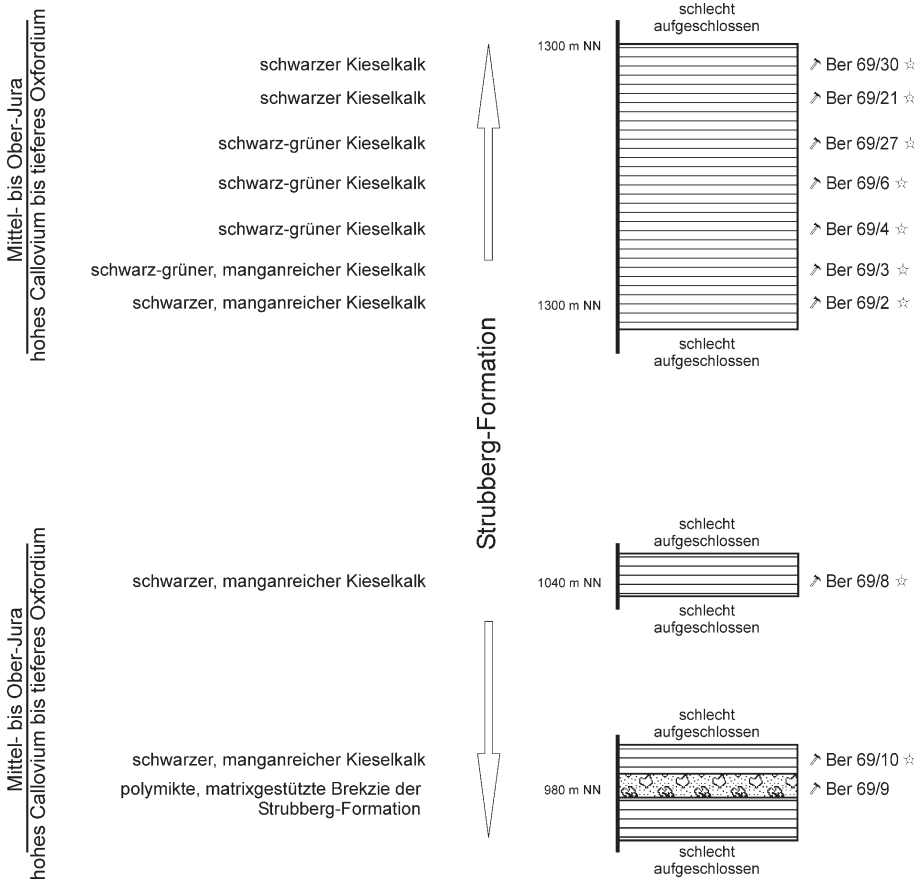 schlecht
aufgeschlossen
1300 m NN
schwarzer Kieselkalk
Ber 69/30 ☆
schwarzer Kieselkalk
Ber 69/21 ☆
schwarz-grüner Kieselkalk
Ber 69/27 ☆
schwarz-grüner Kieselkalk
Ber 69/6 ☆
schwarz-grüner Kieselkalk
Ber 69/4 ☆
schwarz-grüner, manganreicher Kieselkalk
Ber 69/3 ☆
schwarzer, manganreicher Kieselkalk
1300 m NN
Ber 69/2 ☆
schlecht
aufgeschlossen
Mittel- bis Ober-Jura
hohes Callovium bis tieferes Oxfordium
Strubberg-Formation
schlecht
aufgeschlossen
schwarzer, manganreicher Kieselkalk
1040 m NN
Ber 69/8 ☆
schlecht
aufgeschlossen
Mittel- bis Ober-Jura
hohes Callovium bis tieferes Oxfordium
schlecht
aufgeschlossen
schwarzer, manganreicher Kieselkalk
Ber 69/10 ☆
polymikte, matrixgestützte Brekzie der
Strubberg-Formation
980 m NN
Ber 69/9
schlecht
aufgeschlossen